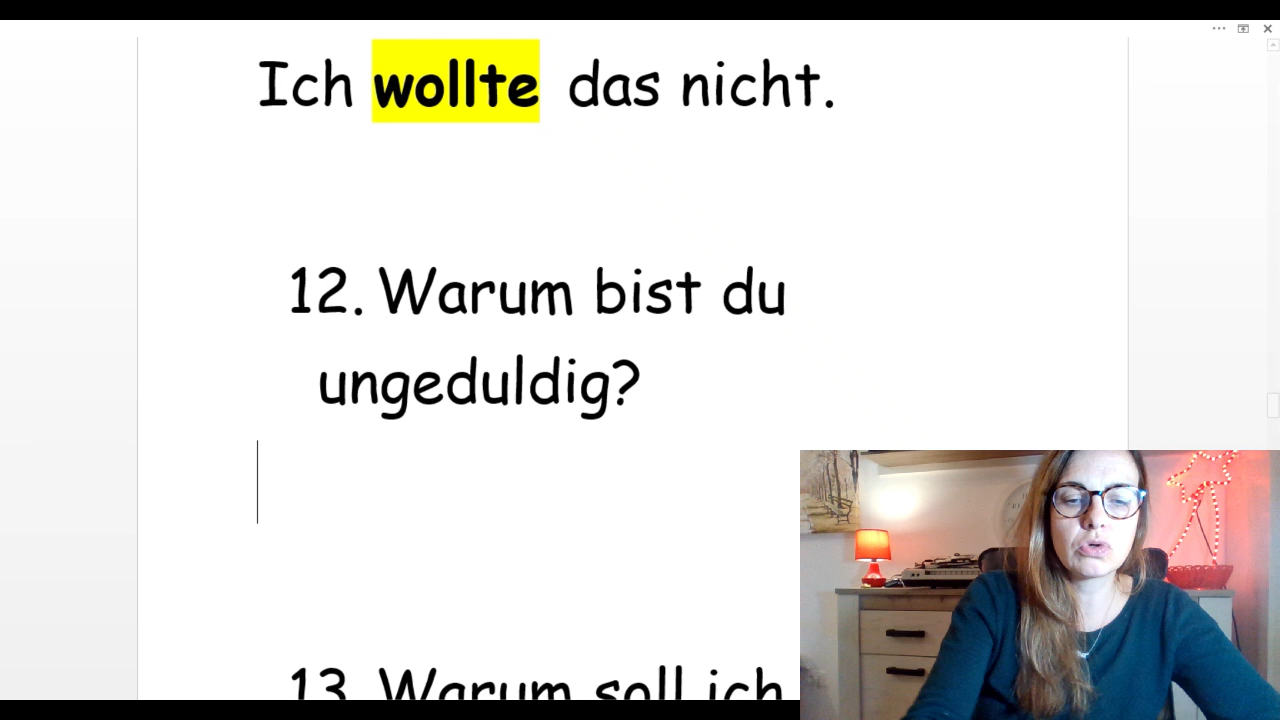 Ich wollte das nicht.
12. Warum bist du
ungeduldig?
13. Warum soll ich